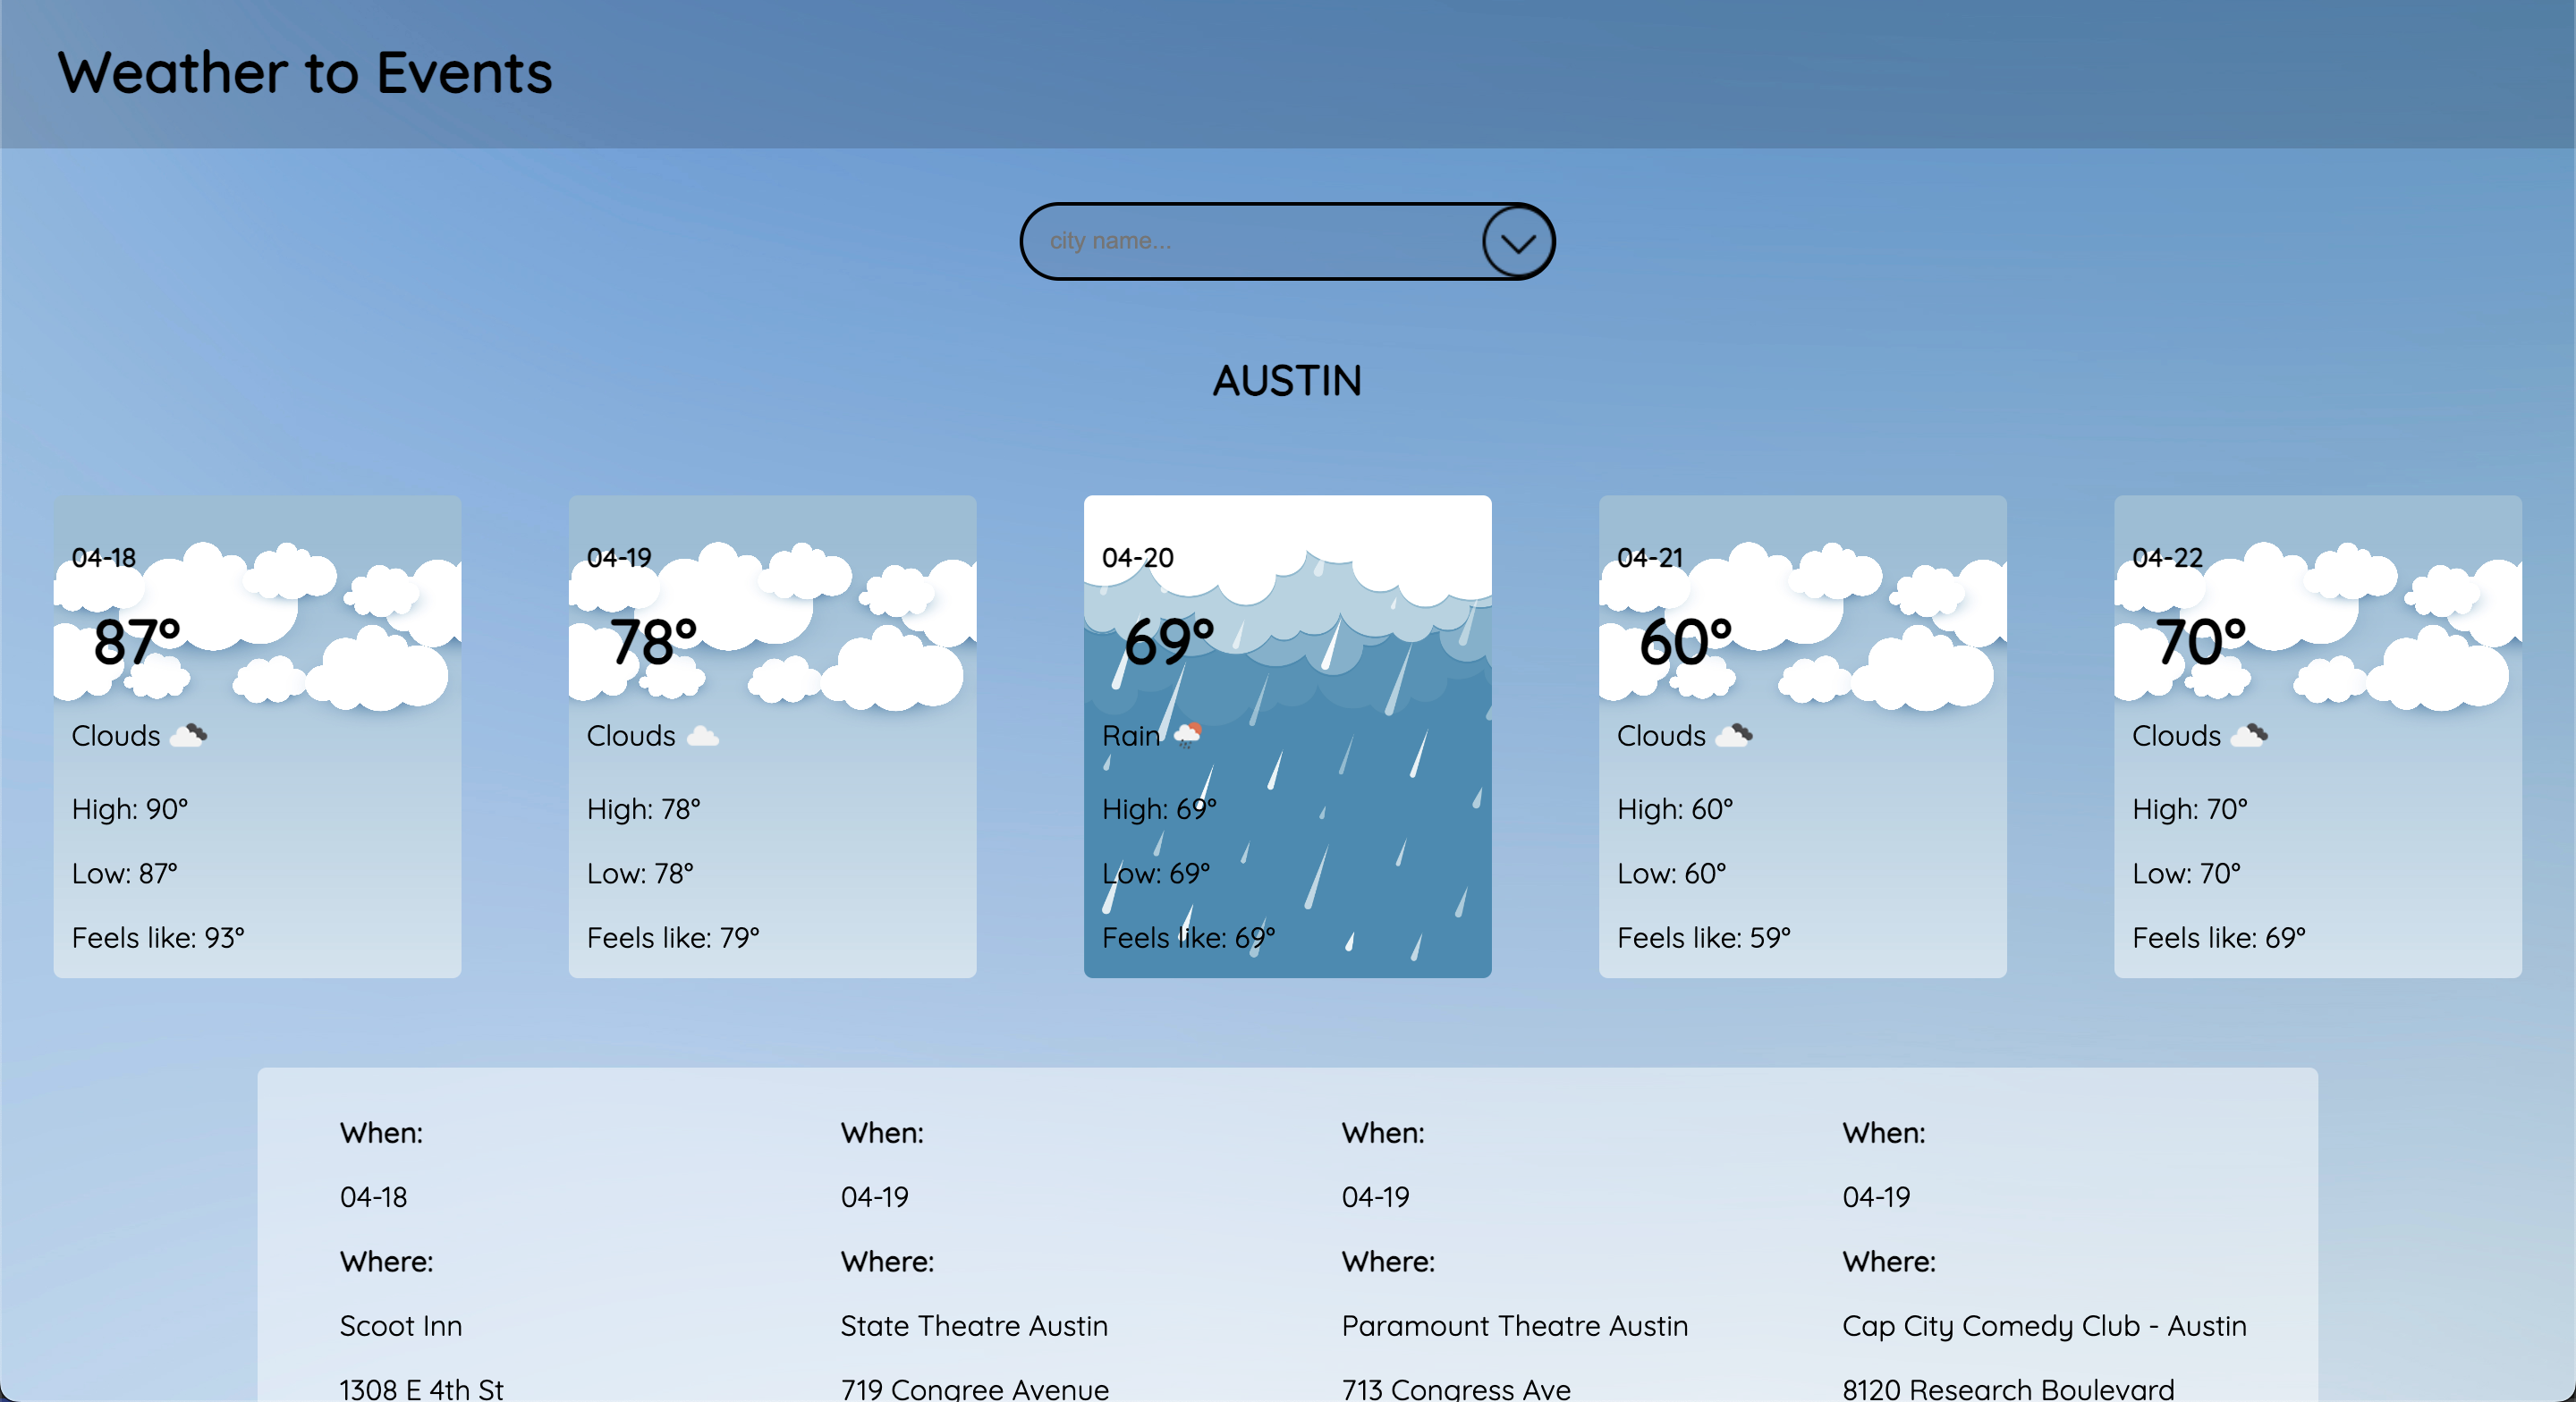 Weather to Events
city name...
AUSTIN
04-18
87°
Clouds
High: 90°
Low: 87°
Feels like: 93°
04-19
78°
Clouds
High: 78°
Low: 78°
Feels like: 79°
04-20
69°
Rain
High: 69°
Low: 69°
Feels like: 69°
04-21
60°
Clouds
High: 60°
Low: 60°
Feels like: 59°
04-22
70°
Clouds
High: 70°
Low: 70°
Feels like: 69°
When:
04-18
Where:
Scoot Inn
1308 E 4th St
When:
04-19
Where:
State Theatre Austin
719 Congree Avenue
When:
04-19
Where:
Paramount Theatre Austin
713 Congress Ave
When:
04-19
Where:
Cap City Comedy Club - Austin
8120 Research Boulevard